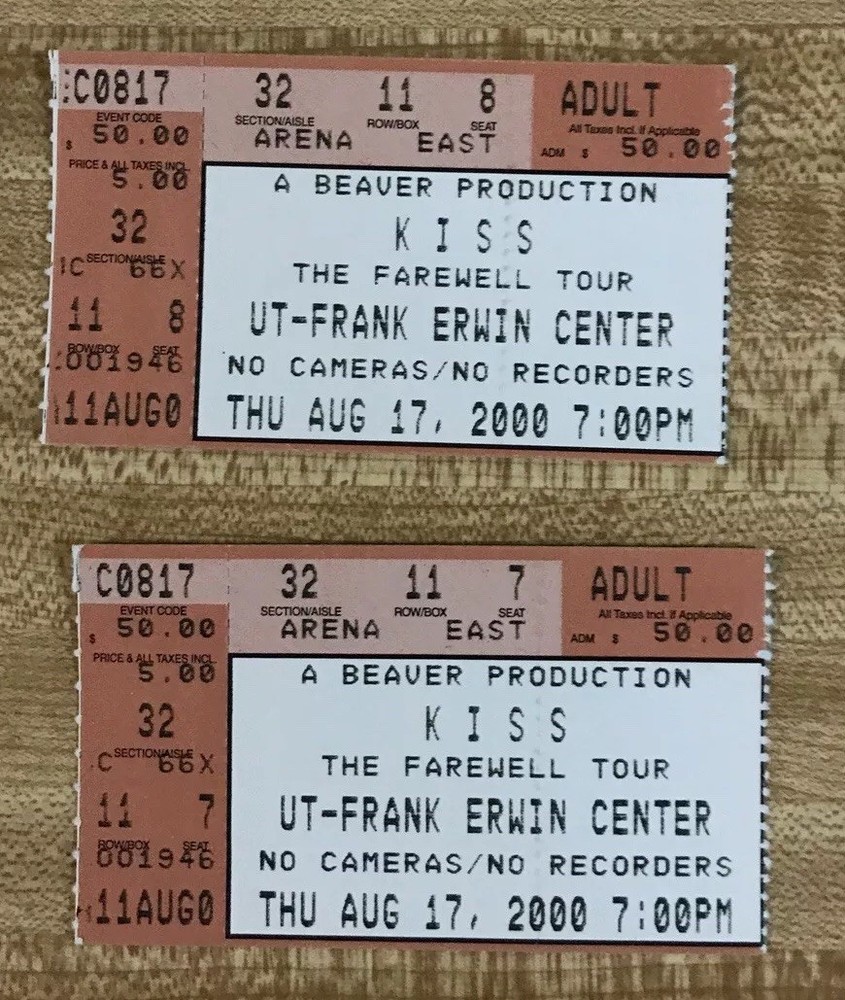 C0817 32 11 8 ADULT
EVENT CODE SECTION/AISLE ROW/BOX SEAT All Taxes Incl. If Applicable
$ 50.00 ARENA EAST ADM $ 50.00
PRICE & ALL TAXES INCL.
5.00
A BEAVER PRODUCTION
32
K I S S
SECTION/AISLE
C 66X
THE FAREWELL TOUR
11 8
UT-FRANK ERWIN CENTER
ROW/BOX SEAT
001946
NO CAMERAS/NO RECORDERS
11AUG0
THU AUG 17, 2000 7:00PM
C0817 32 11 7 ADULT
EVENT CODE SECTION/AISLE ROW/BOX SEAT All Taxes Incl. If Applicable
$ 50.00 ARENA EAST ADM $ 50.00
PRICE & ALL TAXES INCL.
5.00
A BEAVER PRODUCTION
32
K I S S
SECTION/AISLE
C 66X
THE FAREWELL TOUR
11 7
UT-FRANK ERWIN CENTER
ROW/BOX SEAT
001946
NO CAMERAS/NO RECORDERS
11AUG0
THU AUG 17, 2000 7:00PM